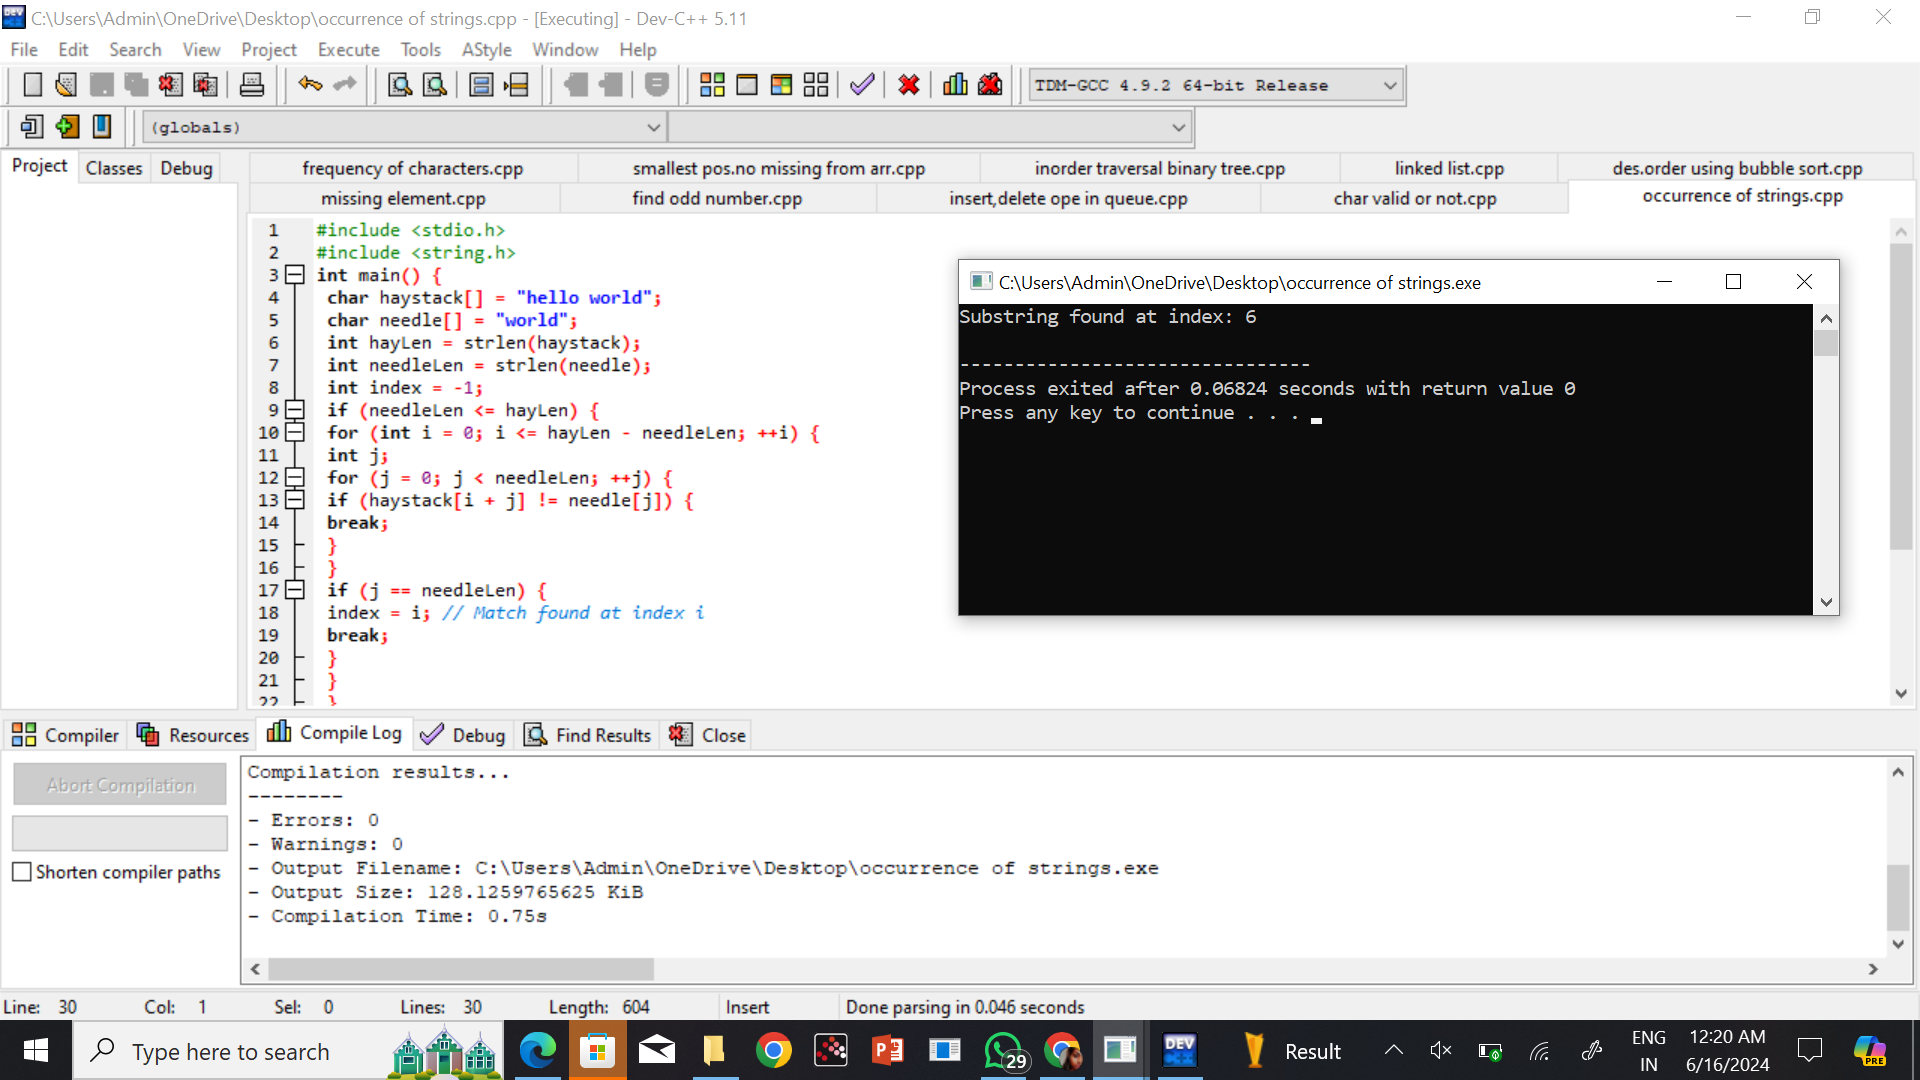 C:\Users\Admin\OneDrive\Desktop\occurrence of strings.cpp - [Executing] - Dev-C++ 5.11
File Edit Search View Project Execute Tools AStyle Window Help
TDM-GCC 4.9.2 64-bit Release
(globals)
Project Classes Debug
frequency of characters.cpp smallest pos.no missing from arr.cpp inorder traversal binary tree.cpp linked list.cpp des.order using bubble sort.cpp
missing element.cpp find odd number.cpp insert,delete ope in queue.cpp char valid or not.cpp occurrence of strings.cpp
1 #include <stdio.h>
2 #include <string.h>
3 int main() {
4 char haystack[] = "hello world";
5 char needle[] = "world";
6 int hayLen = strlen(haystack);
7 int needleLen = strlen(needle);
8 int index = -1;
9 if (needleLen <= hayLen) {
10 for (int i = 0; i <= hayLen - needleLen; ++i) {
11 int j;
12 for (j = 0; j < needleLen; ++j) {
13 if (haystack[i + j] != needle[j]) {
14 break;
15 }
16 }
17 if (j == needleLen) {
18 index = i; // Match found at index i
19 break;
20 }
21 }
22 }
C:\Users\Admin\OneDrive\Desktop\occurrence of strings.exe
Substring found at index: 6
--------------------------------
Process exited after 0.06824 seconds with return value 0
Press any key to continue . . .
Compiler Resources Compile Log Debug Find Results Close
Abort Compilation
Shorten compiler paths
Compilation results...
--------
- Errors: 0
- Warnings: 0
- Output Filename: C:\Users\Admin\OneDrive\Desktop\occurrence of strings.exe
- Output Size: 128.1259765625 KiB
- Compilation Time: 0.75s
Line: 30 Col: 1 Sel: 0 Lines: 30 Length: 604 Insert Done parsing in 0.046 seconds
Type here to search
29
DEV
Result
ENG
IN
12:20 AM
6/16/2024
PRE